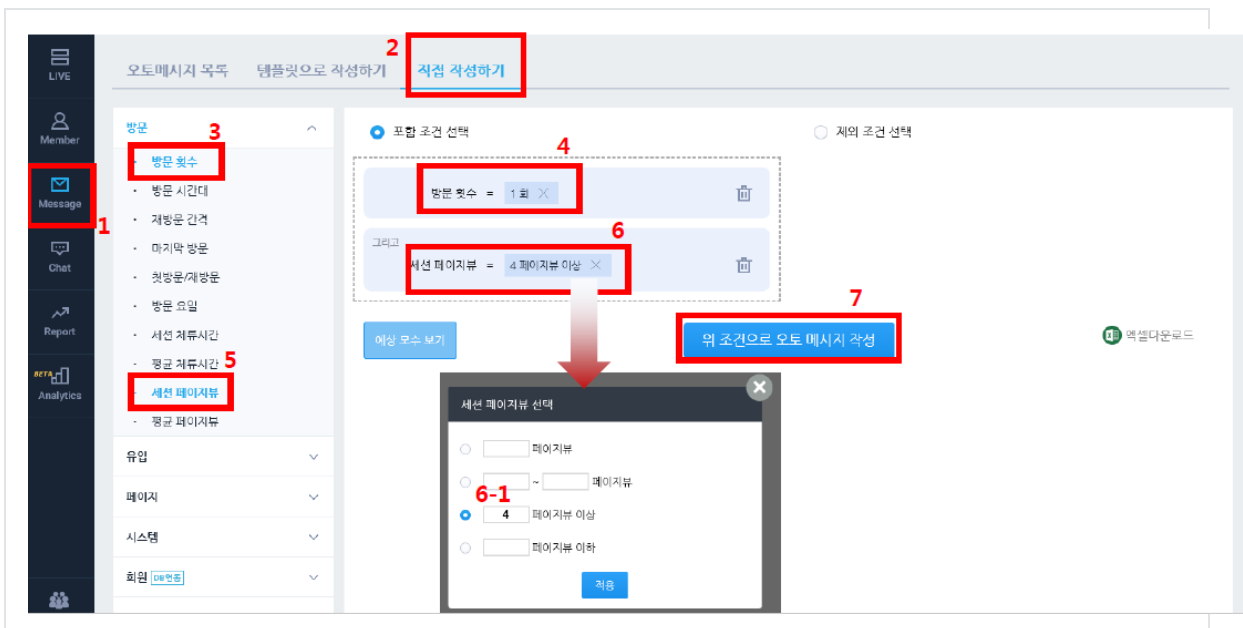 LIVE
Member
Message
1
Chat
Report
BETA
Analytics
2
오토메시지 목록 템플릿으로 작성하기 직접 작성하기
방문
3
방문 횟수
방문 시간대
재방문 간격
마지막 방문
첫방문/재방문
방문 요일
세션 체류시간
평균 체류시간
5
세션 페이지뷰
평균 페이지뷰
유입
페이지
시스템
회원 DB연동
포함 조건 선택 제외 조건 선택
4
방문 횟수 = 1 회 ×
6
그리고
세션 페이지뷰 = 4 페이지뷰 이상 ×
7
예상 모수 보기 위 조건으로 오토 메시지 작성 엑셀다운로드
세션 페이지뷰 선택
페이지뷰
~ 페이지뷰
6-1
4 페이지뷰 이상
페이지뷰 이하
적용